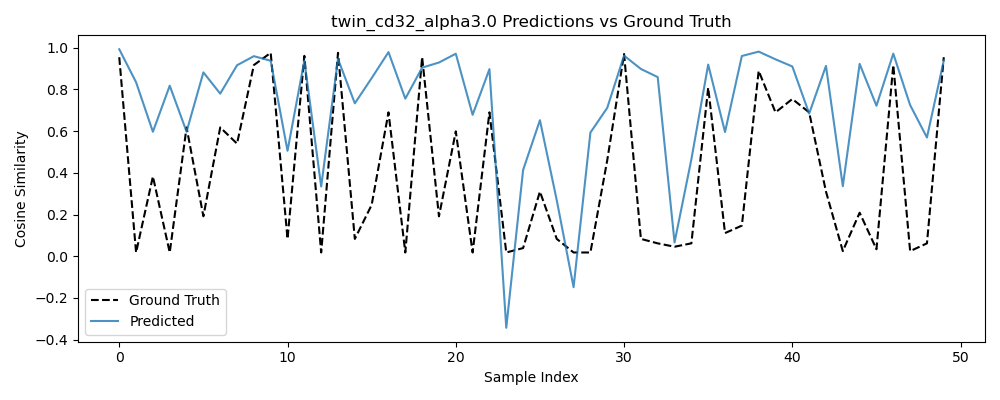 twin_cd32_alpha3.0 Predictions vs Ground Truth
Cosine Similarity
1.0
0.8
0.6
0.4
0.2
0.0
−0.2
−0.4
Ground Truth
Predicted
0
10
20
30
40
50
Sample Index